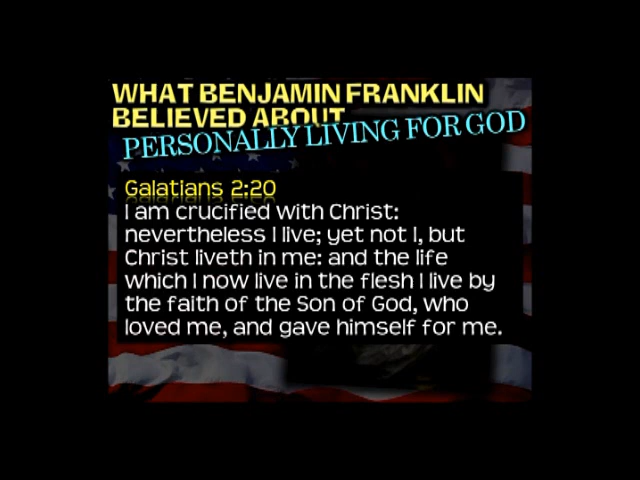 WHAT BENJAMIN FRANKLIN
BELIEVED ABOUT
PERSONALLY LIVING FOR GOD
Galatians 2:20
I am crucified with Christ:
nevertheless I live; yet not I, but
Christ liveth in me: and the life
which I now live in the flesh I live by
the faith of the Son of God, who
loved me, and gave himself for me.